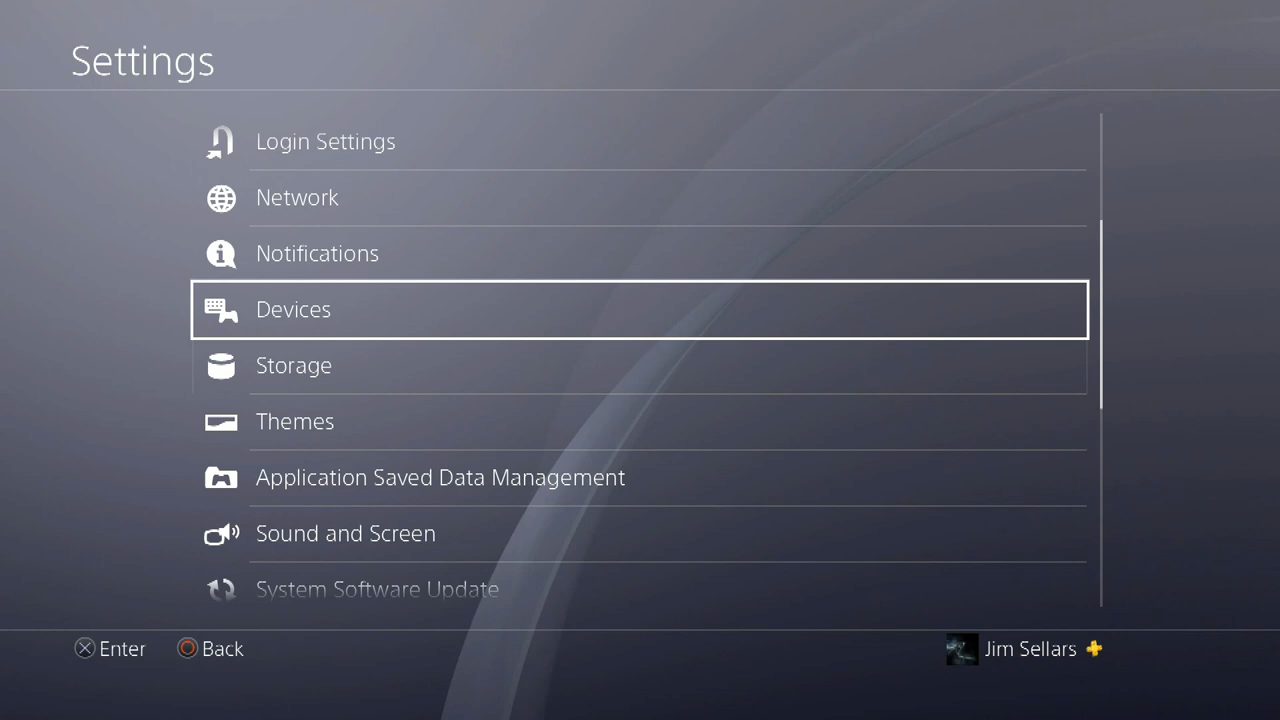 Settings
Login Settings
Network
Notifications
Devices
Storage
Themes
Application Saved Data Management
Sound and Screen
System Software Update
Enter Back Jim Sellars